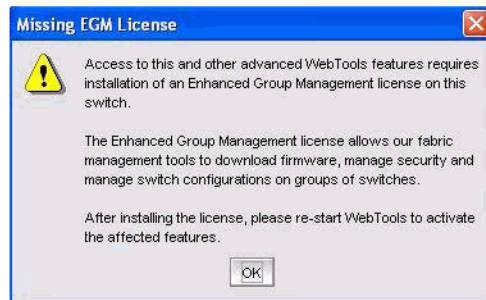 Missing EGM License
Access to this and other advanced WebTools features requires
installation of an Enhanced Group Management license on this
switch.
The Enhanced Group Management license allows our fabric
management tools to download firmware, manage security and
manage switch configurations on groups of switches.
After installing the license, please re-start WebTools to activate
the affected features.
OK